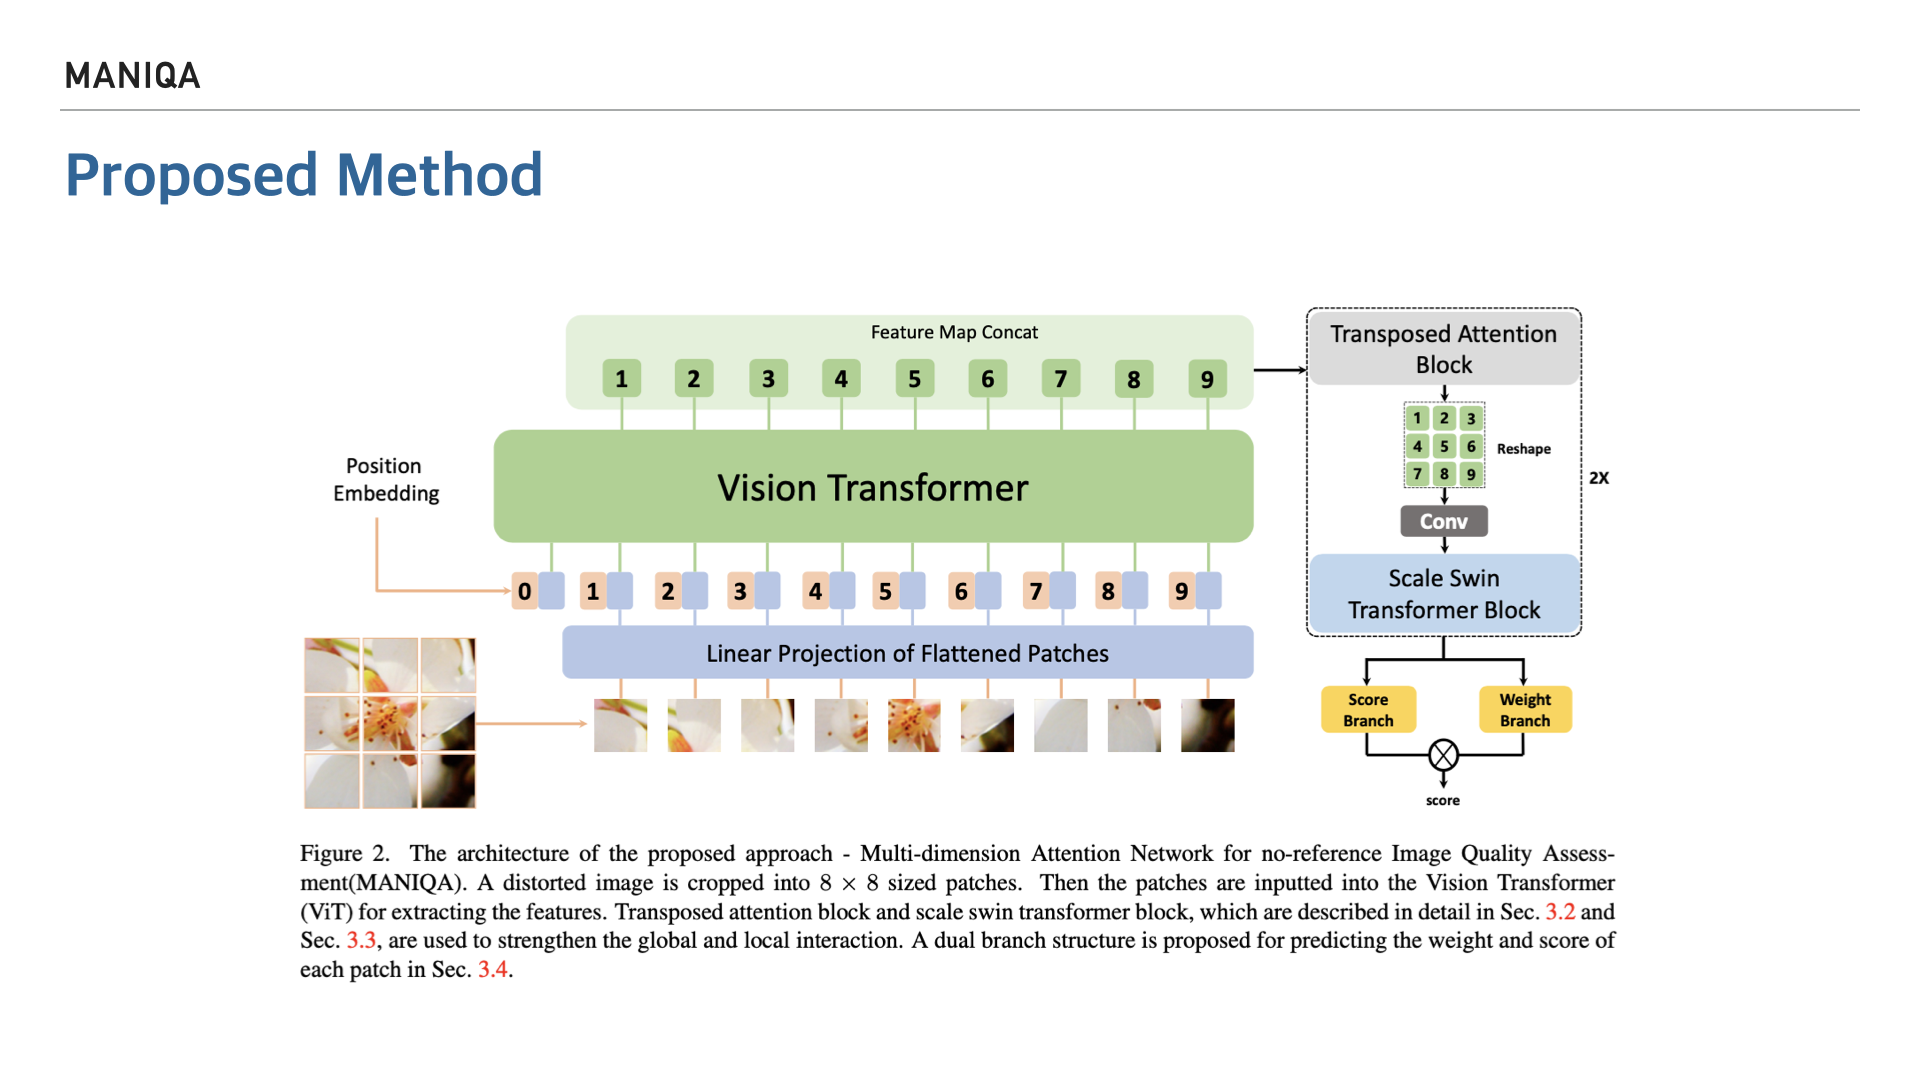 MANIQA
Proposed Method
Feature Map Concat
1 2 3 4 5 6 7 8 9
Vision Transformer
Position
Embedding
0 1 2 3 4 5 6 7 8 9
Linear Projection of Flattened Patches
Transposed Attention
Block
1 2 3
4 5 6
7 8 9
Reshape
2X
Conv
Scale Swin
Transformer Block
Score
Branch
Weight
Branch
score
Figure 2. The architecture of the proposed approach - Multi-dimension Attention Network for no-reference Image Quality Assess-
ment(MANIQA). A distorted image is cropped into 8 × 8 sized patches. Then the patches are inputted into the Vision Transformer
(ViT) for extracting the features. Transposed attention block and scale swin transformer block, which are described in detail in Sec. 3.2 and
Sec. 3.3, are used to strengthen the global and local interaction. A dual branch structure is proposed for predicting the weight and score of
each patch in Sec. 3.4.